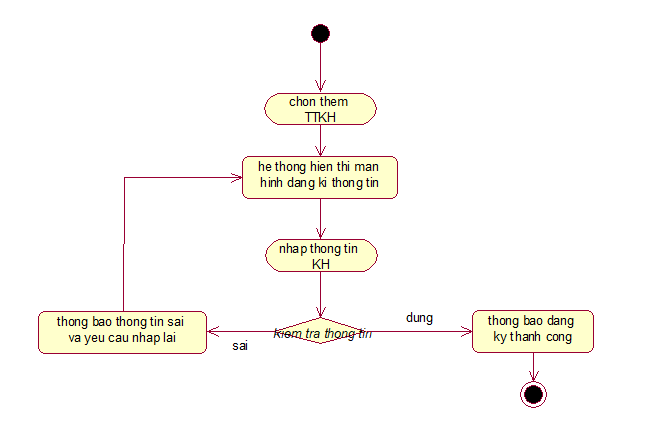 chon them
TTKH
he thong hien thi man
hinh dang ki thong tin
nhap thong tin
KH
kiem tra thong tin
dung
sai
thong bao thong tin sai
va yeu cau nhap lai
thong bao dang
ky thanh cong